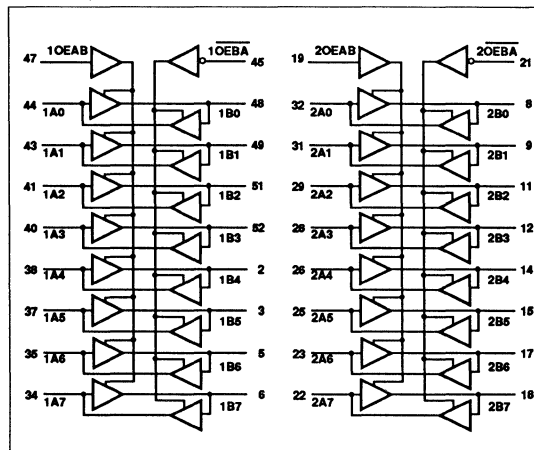 47 1OEAB 1OEBA 45 19 2OEAB 2OEBA 21
44 48 32 8
1A0 1B0 2A0 2B0
43 49 31 9
1A1 1B1 2A1 2B1
41 51 29 11
1A2 1B2 2A2 2B2
40 52 28 12
1A3 1B3 2A3 2B3
38 2 26 14
1A4 1B4 2A4 2B4
37 3 25 15
1A5 1B5 2A5 2B5
35 5 23 17
1A6 1B6 2A6 2B6
34 6 22 18
1A7 1B7 2A7 2B7